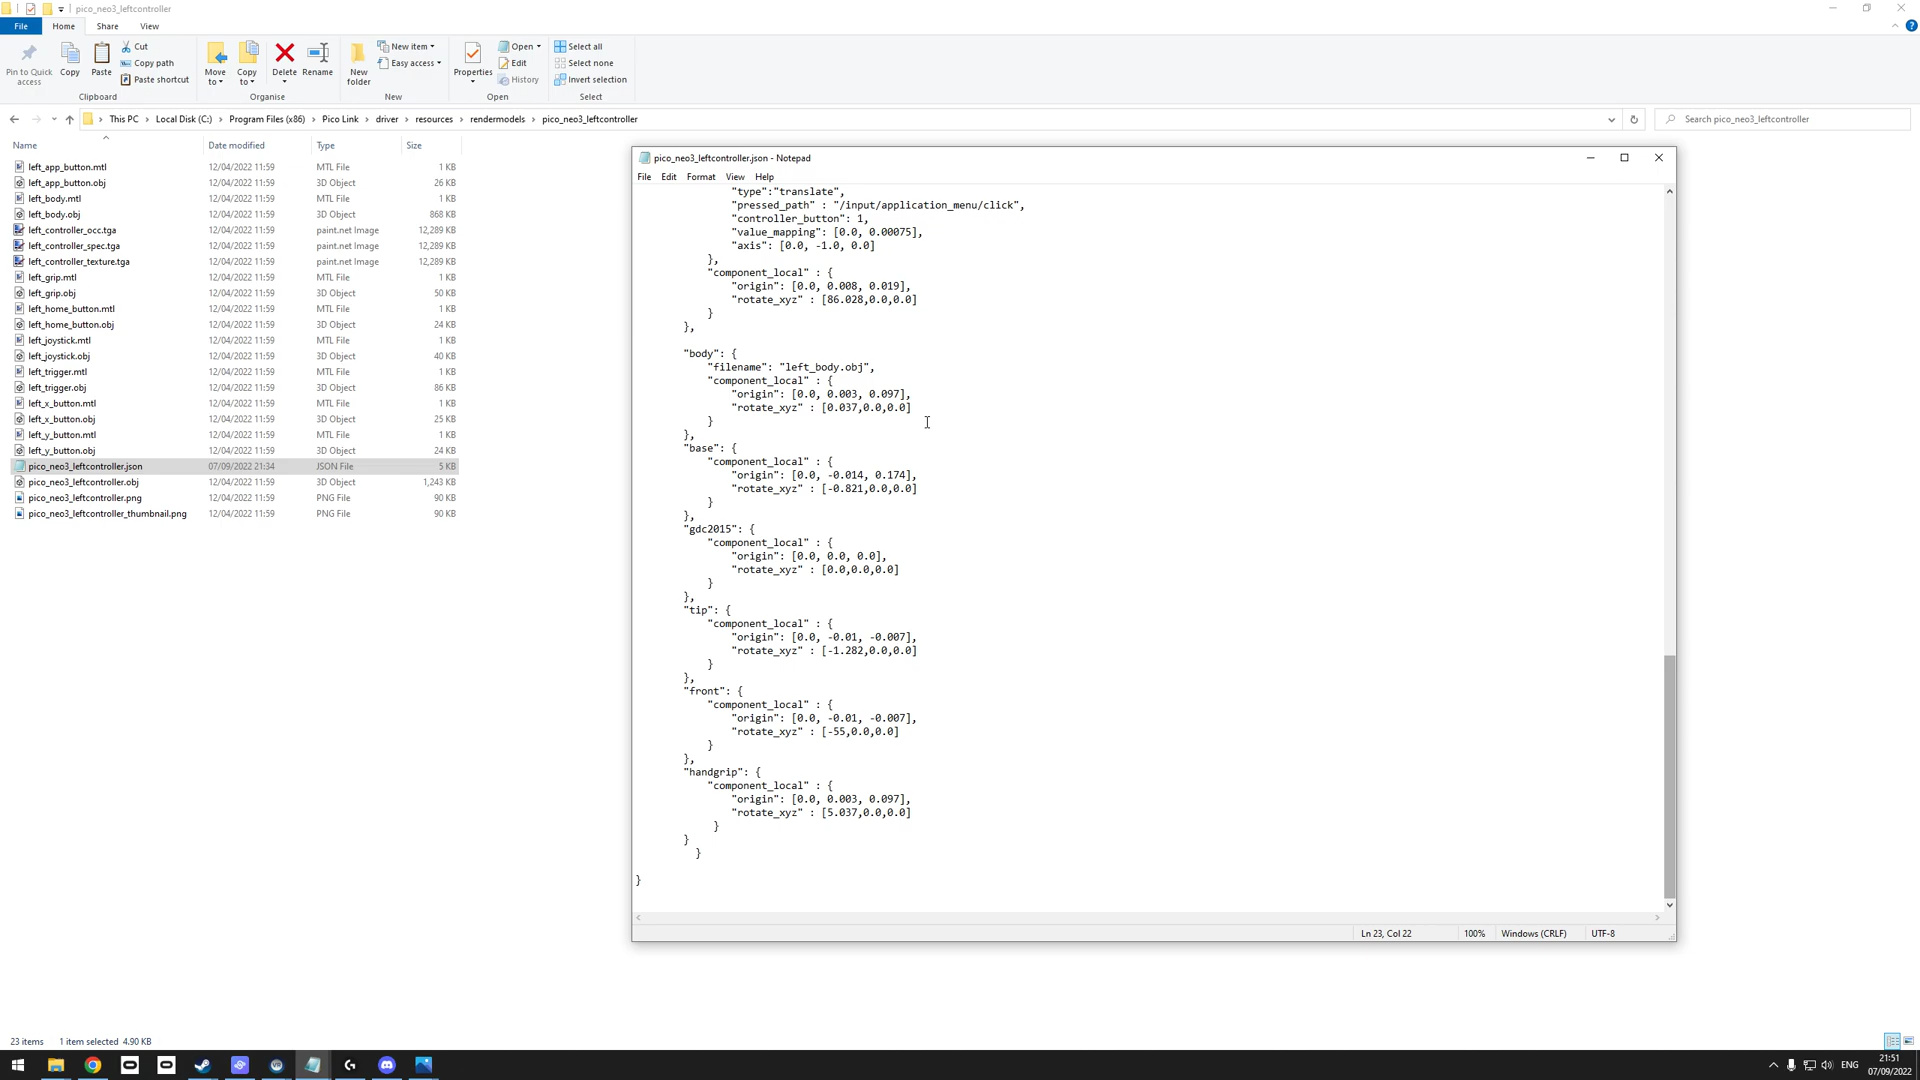 pico_neo3_leftcontroller
File Home Share View
Pin to Quick access
Copy
Paste
Cut
Copy path
Paste shortcut
Clipboard
Move to
Copy to
Delete
Rename
Organise
New folder
New item
Easy access
New
Properties
Open
Edit
History
Open
Select all
Select none
Invert selection
Select
This PC > Local Disk (C:) > Program Files (x86) > Pico Link > driver > resources > rendermodels > pico_neo3_leftcontroller
Search pico_neo3_leftcontroller
Name Date modified Type Size
left_app_button.mtl 12/04/2022 11:59 MTL File 1 KB
left_app_button.obj 12/04/2022 11:59 3D Object 26 KB
left_body.mtl 12/04/2022 11:59 MTL File 1 KB
left_body.obj 12/04/2022 11:59 3D Object 868 KB
left_controller_occ.tga 12/04/2022 11:59 paint.net Image 12,289 KB
left_controller_spec.tga 12/04/2022 11:59 paint.net Image 12,289 KB
left_controller_texture.tga 12/04/2022 11:59 paint.net Image 12,289 KB
left_grip.mtl 12/04/2022 11:59 MTL File 1 KB
left_grip.obj 12/04/2022 11:59 3D Object 50 KB
left_home_button.mtl 12/04/2022 11:59 MTL File 1 KB
left_home_button.obj 12/04/2022 11:59 3D Object 24 KB
left_joystick.mtl 12/04/2022 11:59 MTL File 1 KB
left_joystick.obj 12/04/2022 11:59 3D Object 40 KB
left_trigger.mtl 12/04/2022 11:59 MTL File 1 KB
left_trigger.obj 12/04/2022 11:59 3D Object 86 KB
left_x_button.mtl 12/04/2022 11:59 MTL File 1 KB
left_x_button.obj 12/04/2022 11:59 3D Object 25 KB
left_y_button.mtl 12/04/2022 11:59 MTL File 1 KB
left_y_button.obj 12/04/2022 11:59 3D Object 24 KB
pico_neo3_leftcontroller.json 07/09/2022 21:34 JSON File 5 KB
pico_neo3_leftcontroller.obj 12/04/2022 11:59 3D Object 1,243 KB
pico_neo3_leftcontroller.png 12/04/2022 11:59 PNG File 90 KB
pico_neo3_leftcontroller_thumbnail.png 12/04/2022 11:59 PNG File 90 KB
pico_neo3_leftcontroller.json - Notepad
File Edit Format View Help
"type":"translate",
"pressed_path" : "/input/application_menu/click",
"controller_button": 1,
"value_mapping": [0.0, 0.00075],
"axis": [0.0, -1.0, 0.0]
},
"component_local" : {
"origin": [0.0, 0.008, 0.019],
"rotate_xyz" : [86.028,0.0,0.0]
}
},
"body": {
"filename": "left_body.obj",
"component_local" : {
"origin": [0.0, 0.003, 0.097],
"rotate_xyz" : [0.037,0.0,0.0]
}
},
"base": {
"component_local" : {
"origin": [0.0, -0.014, 0.174],
"rotate_xyz" : [-0.821,0.0,0.0]
}
},
"gdc2015": {
"component_local" : {
"origin": [0.0, 0.0, 0.0],
"rotate_xyz" : [0.0,0.0,0.0]
}
},
"tip": {
"component_local" : {
"origin": [0.0, -0.01, -0.007],
"rotate_xyz" : [-1.282,0.0,0.0]
}
},
"front": {
"component_local" : {
"origin": [0.0, -0.01, -0.007],
"rotate_xyz" : [-55,0.0,0.0]
}
},
"handgrip": {
"component_local" : {
"origin": [0.0, 0.003, 0.097],
"rotate_xyz" : [5.037,0.0,0.0]
}
}
}
}
Ln 23, Col 22 100% Windows (CRLF) UTF-8
23 items 1 item selected 4.90 KB
ENG
21:51
07/09/2022